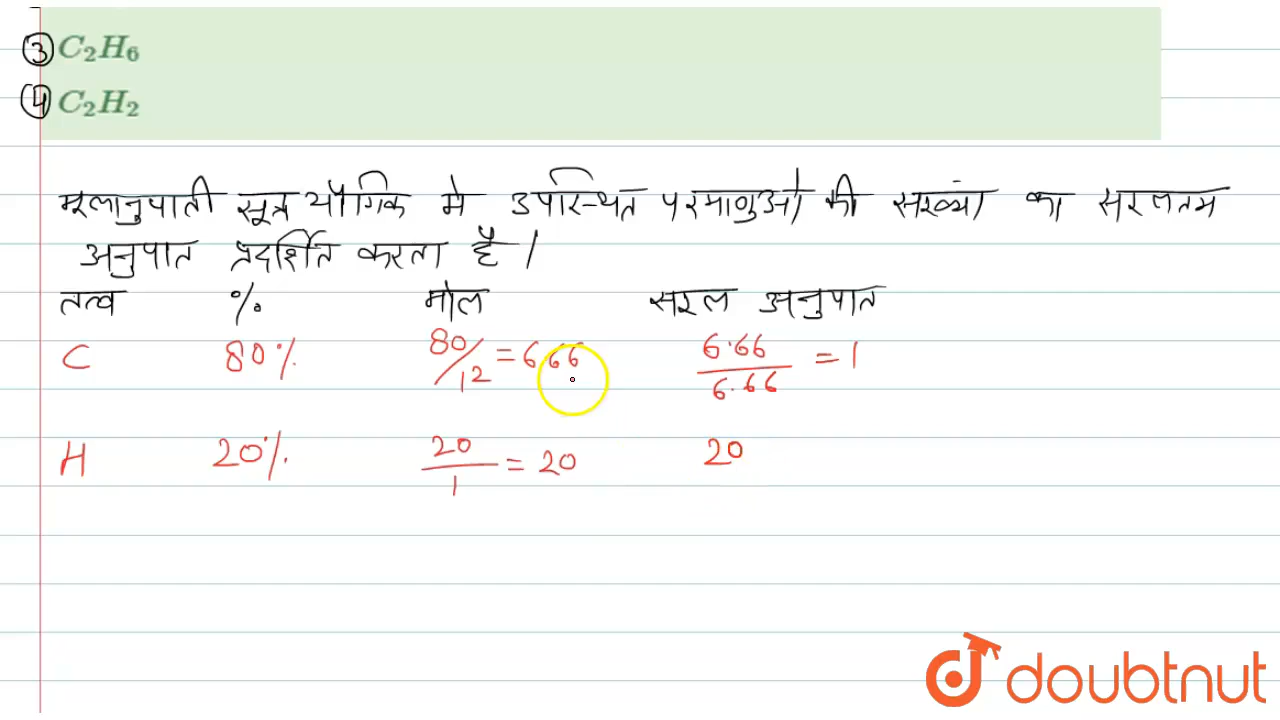 ③ C₂H₆
④ C₂H₂
मूलानुपाती सूत्र यौगिक मे उपस्थित परमाणुओ की सख्यां का सरलतम
अनुपात प्रदर्शित करता है।
तत्व % मोल सरल अनुपात
C 80% 80/12 = 6.66 6.66/6.66 = 1
H 20% 20/1 = 20 20
doubtnut